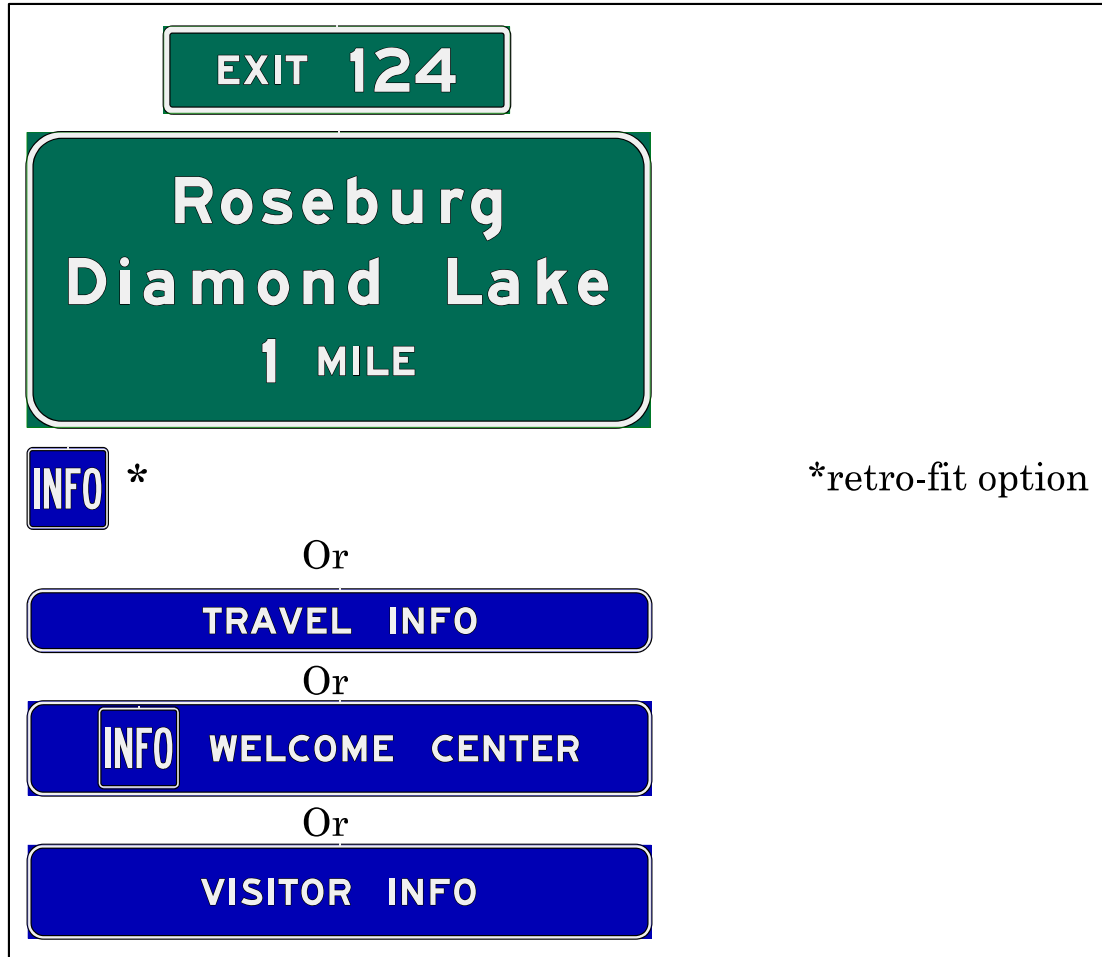 EXIT 124
Roseburg
Diamond Lake
1 MILE
INFO * *retro-fit option
Or
TRAVEL INFO
Or
INFO WELCOME CENTER
Or
VISITOR INFO